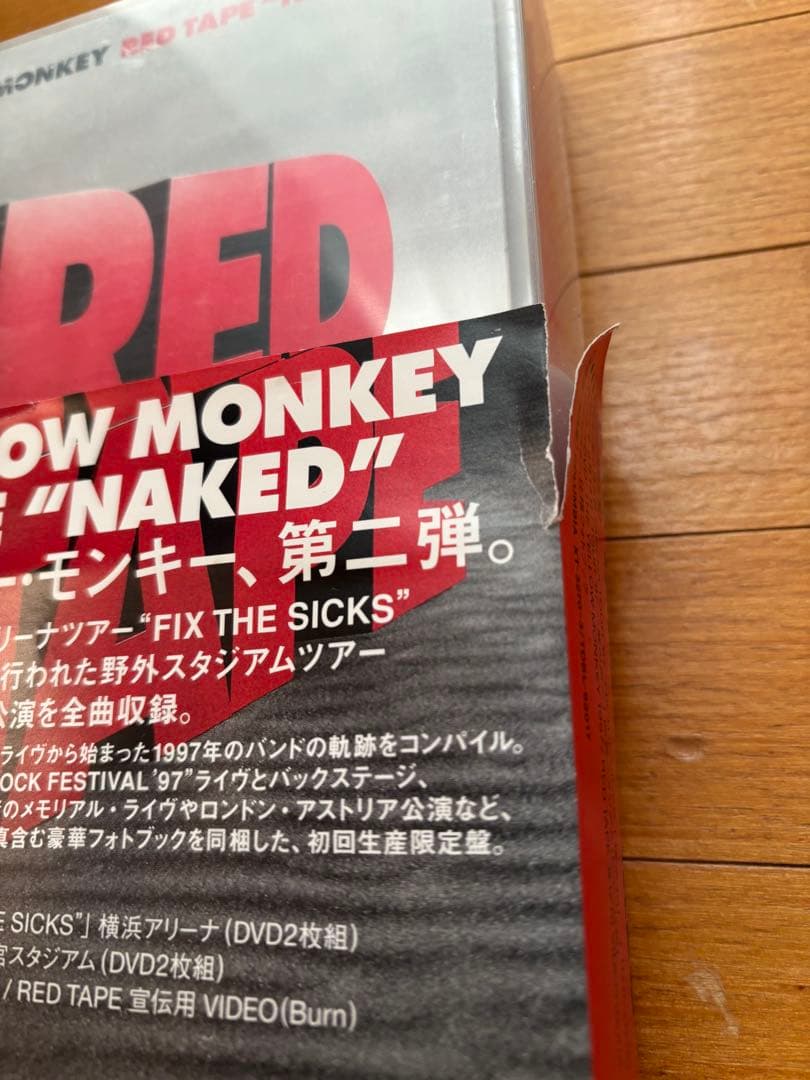 MONKEY RED TAPE
RED
OW MONKEY
"NAKED"
・モンキー、第二弾。
リーナツアー“FIX THE SICKS”
行われた野外スタジアムツアー
公演を全曲収録。
ライヴから始まった1997年のバンドの軌跡をコンパイル。
OCK FESTIVAL '97”ライヴとバックステージ、
のメモリアル・ライヴやロンドン・アストリア公演など、
真含む豪華フォトブックを同梱した、初回生産限定盤。
E SICKS”」横浜アリーナ(DVD2枚組)
宮スタジアム(DVD2枚組)
/ RED TAPE 宣伝用 VIDEO(Burn)